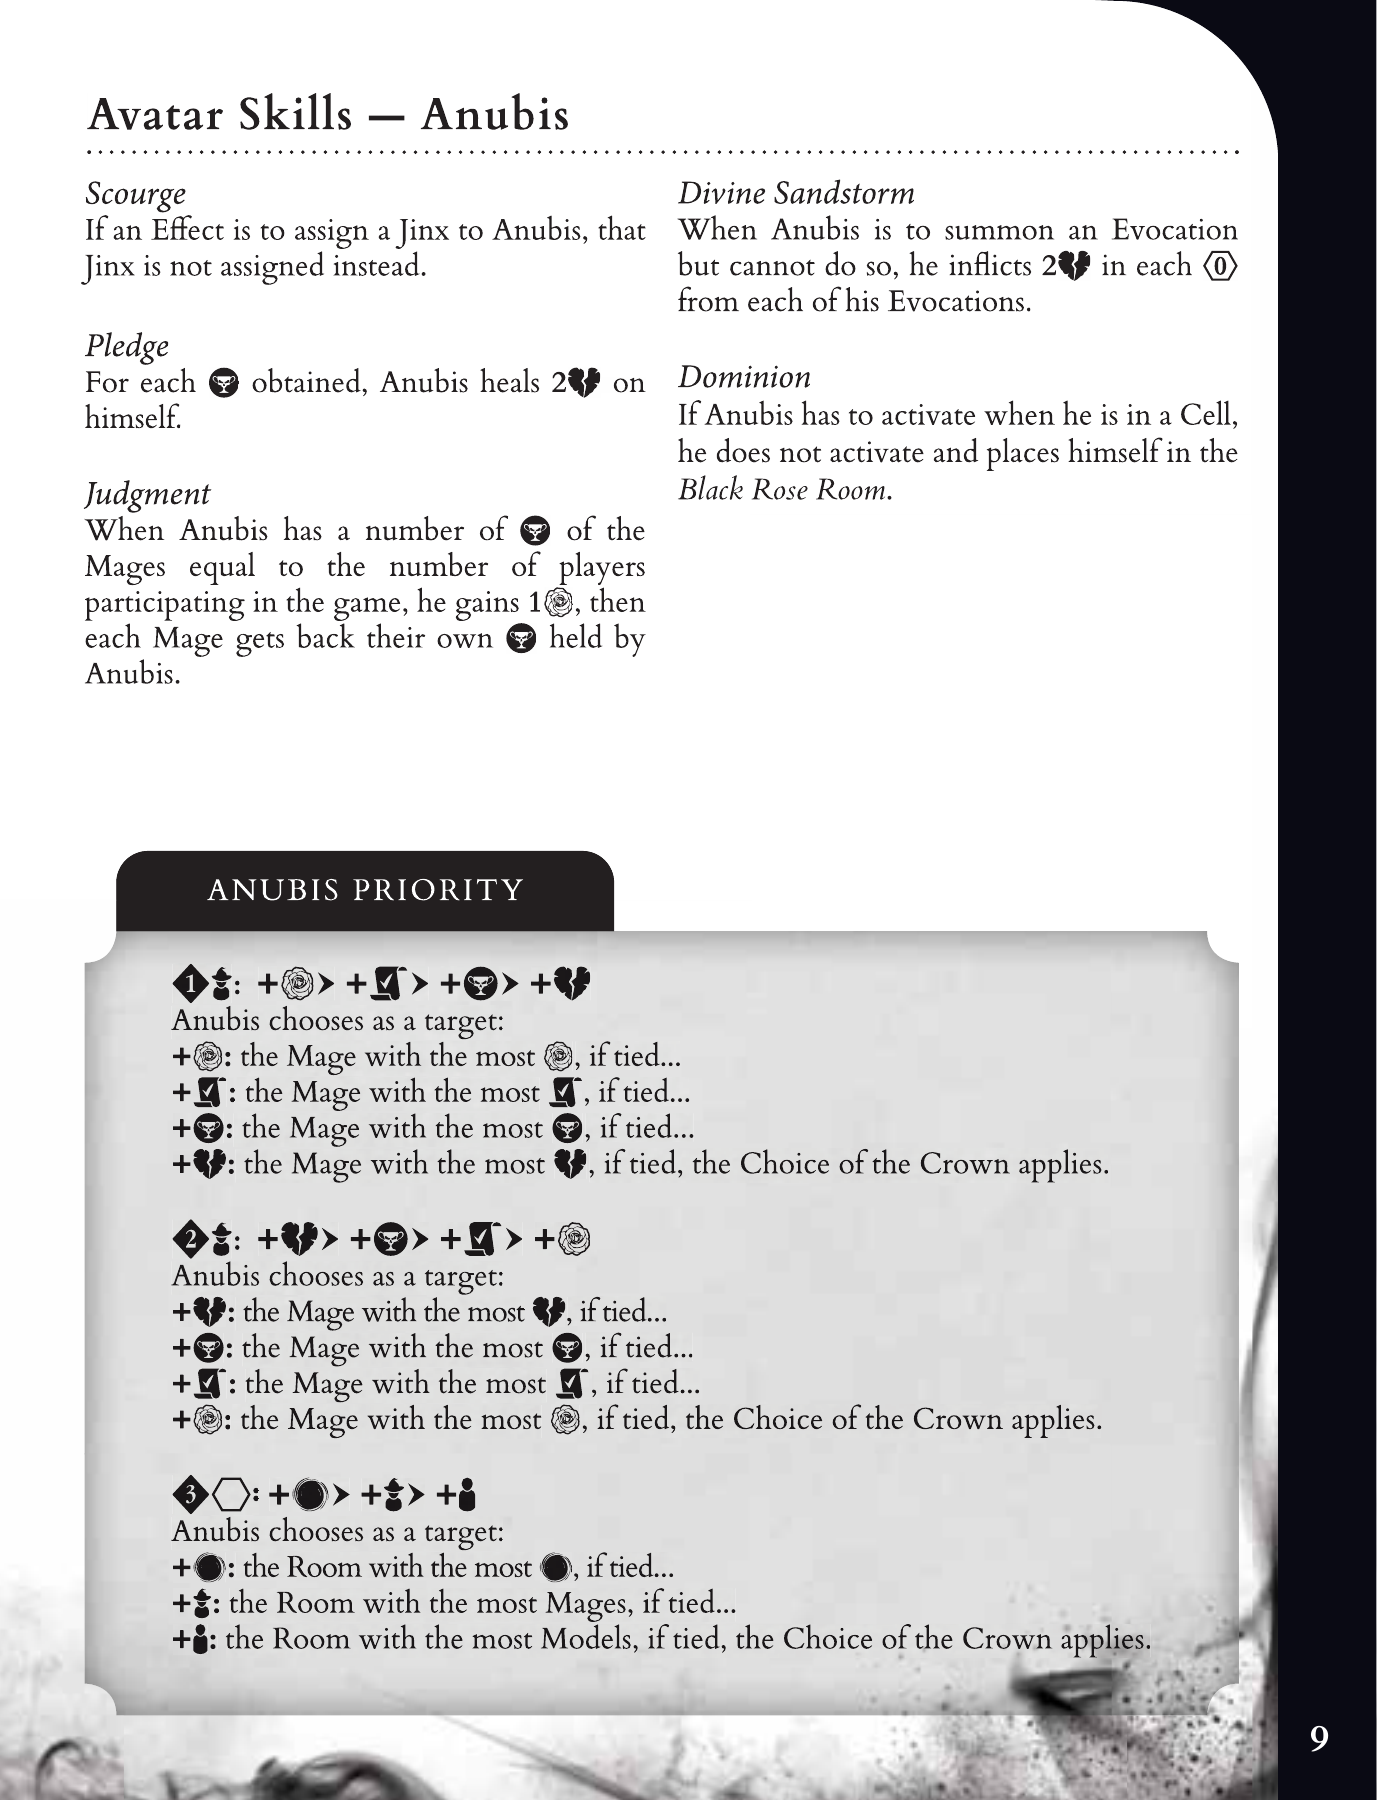 Avatar Skills — Anubis
Scourge
If an Effect is to assign a Jinx to Anubis, that
Jinx is not assigned instead.
Pledge
For each obtained, Anubis heals 2 on
himself.
Judgment
When Anubis has a number of of the
Mages equal to the number of players
participating in the game, he gains 1, then
each Mage gets back their own held by
Anubis.
Divine Sandstorm
When Anubis is to summon an Evocation
but cannot do so, he inflicts 2 in each 0
from each of his Evocations.
Dominion
If Anubis has to activate when he is in a Cell,
he does not activate and places himself in the
Black Rose Room.
ANUBIS PRIORITY
1: + > + > + > +
Anubis chooses as a target:
+: the Mage with the most , if tied...
+: the Mage with the most , if tied...
+: the Mage with the most , if tied...
+: the Mage with the most , if tied, the Choice of the Crown applies.
2: + > + > + > +
Anubis chooses as a target:
+: the Mage with the most , if tied...
+: the Mage with the most , if tied...
+: the Mage with the most , if tied...
+: the Mage with the most , if tied, the Choice of the Crown applies.
3: + > + > +
Anubis chooses as a target:
+: the Room with the most , if tied...
+: the Room with the most Mages, if tied...
+: the Room with the most Models, if tied, the Choice of the Crown applies.
9